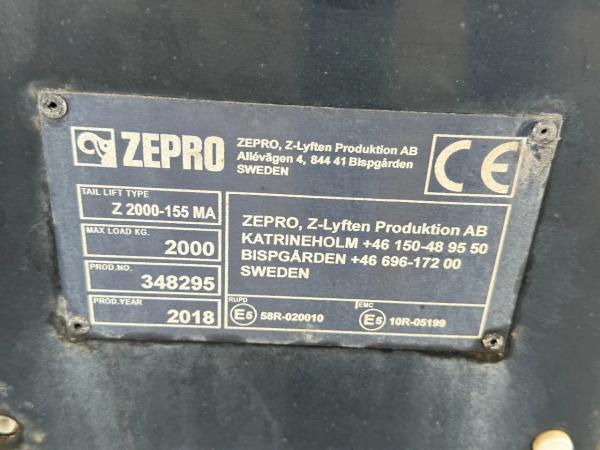 ZEPRO
ZEPRO, Z-Lyften Produktion AB
Allévägen 4, 844 41 Bispgården
SWEDEN
CE
TAIL LIFT TYPE
Z 2000-155 MA
MAX LOAD KG.
2000
PROD.NO.
348295
PROD.YEAR
2018
ZEPRO, Z-Lyften Produktion AB
KATRINEHOLM +46 150-48 95 50
BISPGÅRDEN +46 696-172 00
SWEDEN
RUPD
E5 58R-020010
EMC
E5 10R-05199